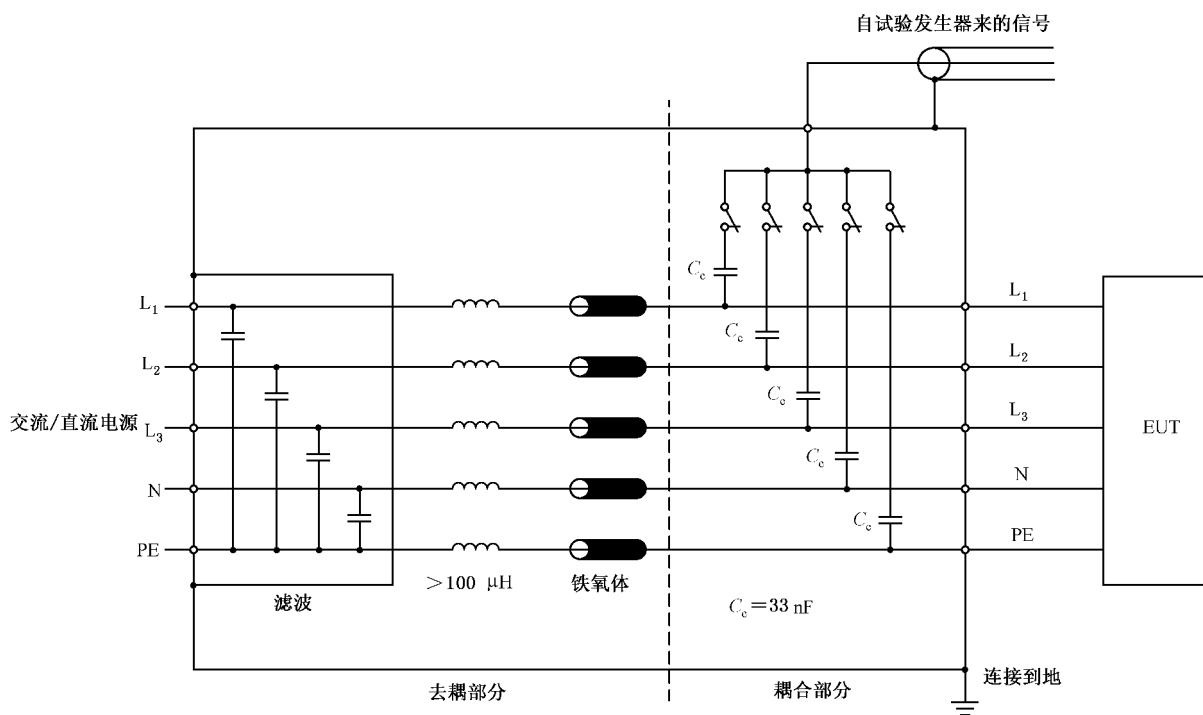 自试验发生器来的信号
L₁
L₂
交流/直流电源
L₃
N
PE
滤波
>100 μH
铁氧体
Cc
Cc
Cc
Cc
Cc
Cc=33 nF
L₁
L₂
L₃
N
PE
EUT
去耦部分
耦合部分
连接到地